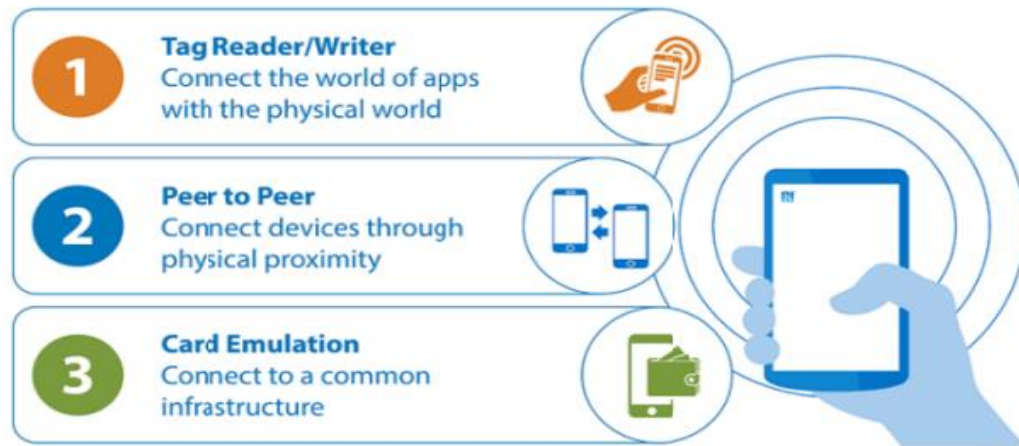 1
Tag Reader/Writer
Connect the world of apps
with the physical world
2
Peer to Peer
Connect devices through
physical proximity
3
Card Emulation
Connect to a common
infrastructure